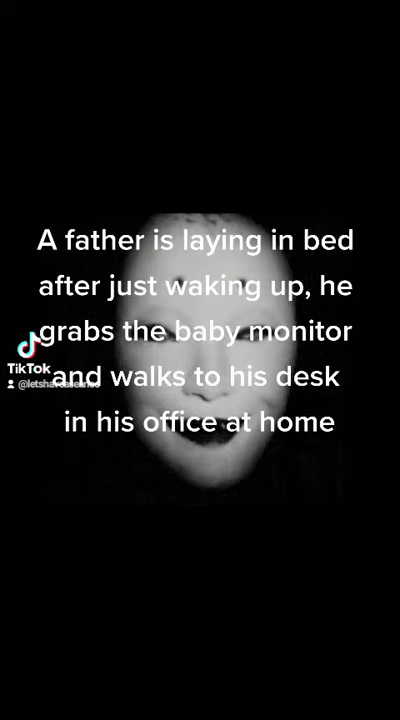 A father is laying in bed
after just waking up, he
grabs the baby monitor
and walks to his desk
in his office at home
TikTok